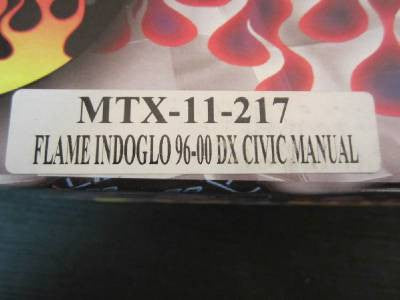 MTX-11-217
FLAME INDOGLO 96-00 DX CIVIC MANUAL